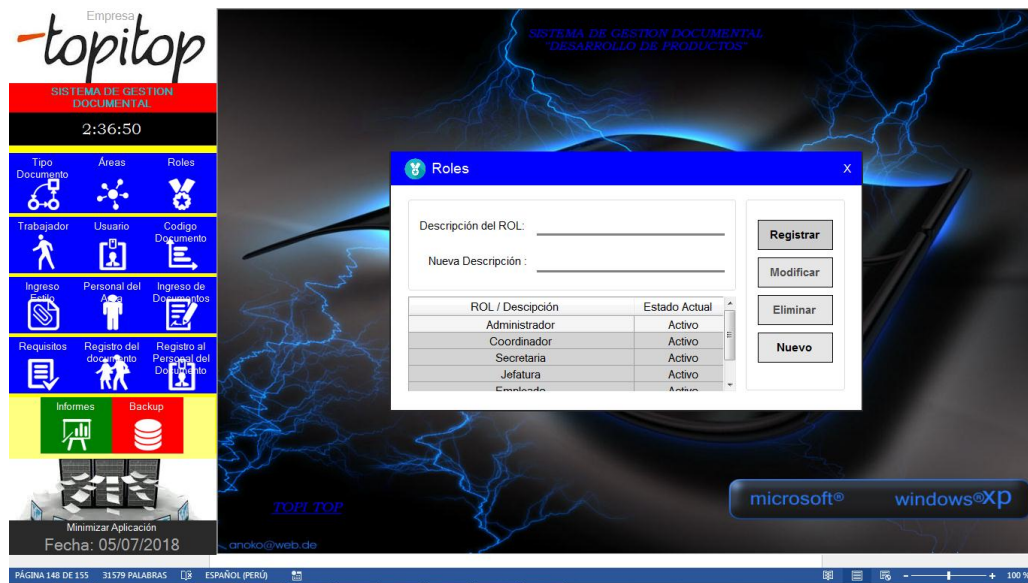 Empresa
topitop
SISTEMA DE GESTION
DOCUMENTAL
2:36:50
Tipo
Documento
Áreas
Roles
Trabajador
Usuario
Codigo
Documento
Ingreso
Estilo
Personal del
Area
Ingreso de
Documentos
Requisitos
Registro del
documento
Registro al
Personal del
Documento
Informes
Backup
Minimizar Aplicación
Fecha: 05/07/2018
SISTEMA DE GESTION DOCUMENTAL
"DESARROLLO DE PRODUCTOS"
Roles
X
Descripción del ROL:
Nueva Descripción :
ROL / Descipción Estado Actual
Administrador Activo
Coordinador Activo
Secretaria Activo
Jefatura Activo
Empleado Activo
Registrar
Modificar
Eliminar
Nuevo
TOPI TOP
anoko@web.de
microsoft® windows®xp
PÁGINA 148 DE 155 31579 PALABRAS ESPAÑOL (PERÚ) - + 100 %